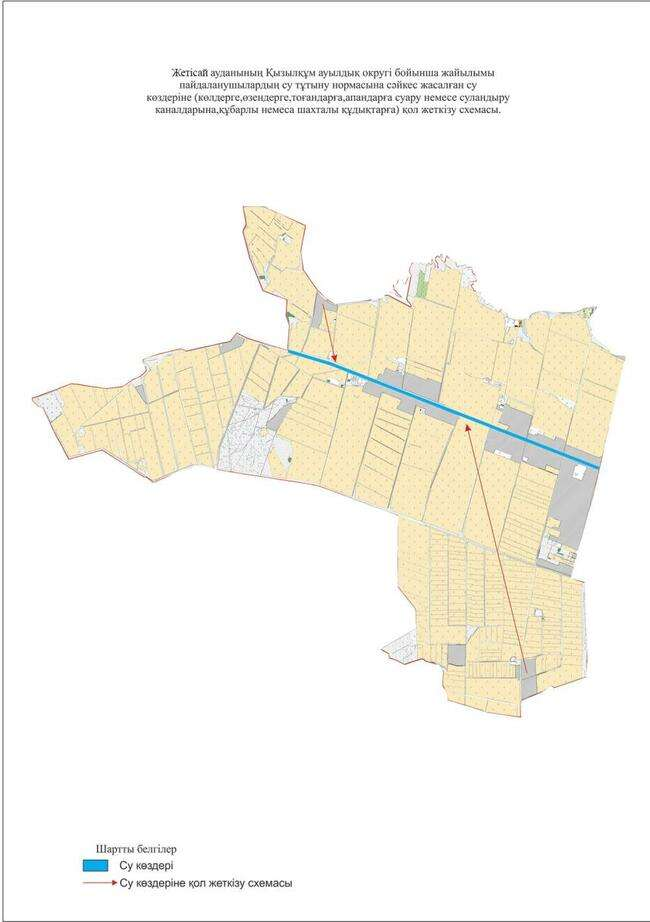 Жетісай ауданының Қызылқұм ауылдық округі бойынша жайылымы
пайдаланушылардың су тұтыну нормасына сәйкес жасалған су
көздеріне (көлдерге,өзендерге,тоғандарға,апандарға суару немесе суландыру
каналдарына,құбарлы немеса шахталы құдықтарға) қол жеткізу схемасы.
Шартты белгілер
Су көздері
Су көздеріне қол жеткізу схемасы